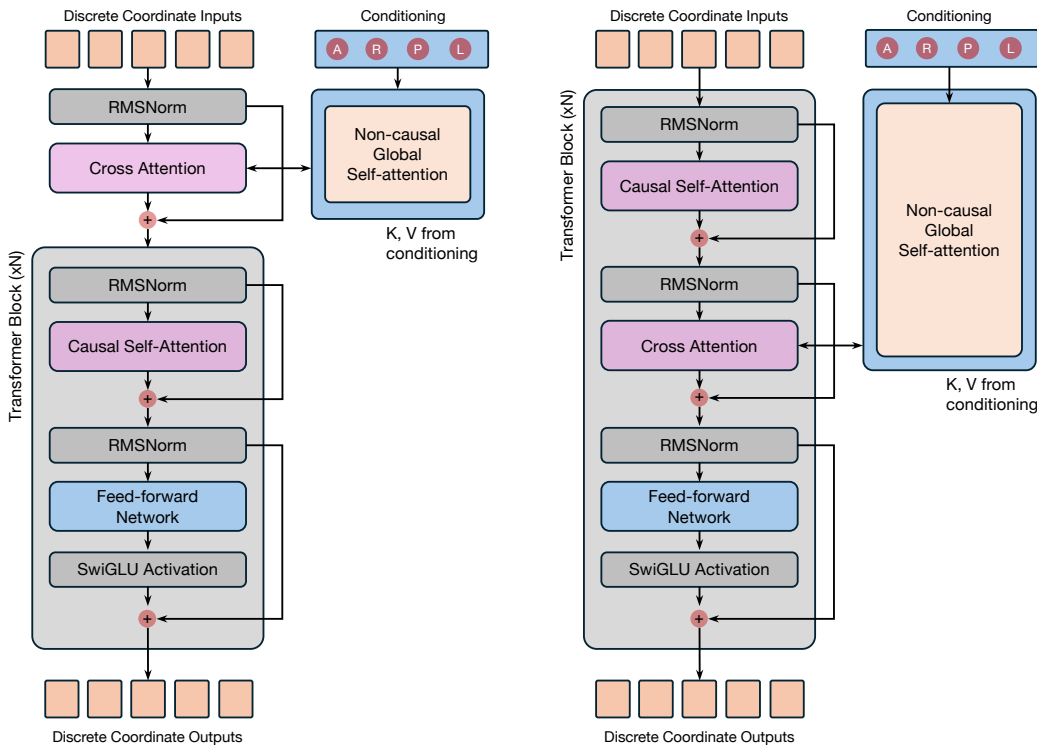 Discrete Coordinate Inputs
Conditioning
A R P L
RMSNorm
Cross Attention
Non-causal
Global
Self-attention
+
K, V from
conditioning
Transformer Block (xN)
RMSNorm
Causal Self-Attention
+
RMSNorm
Feed-forward
Network
SwiGLU Activation
+
Discrete Coordinate Outputs
Discrete Coordinate Inputs
Conditioning
A R P L
Transformer Block (xN)
RMSNorm
Causal Self-Attention
+
RMSNorm
Cross Attention
Non-causal
Global
Self-attention
+
K, V from
conditioning
RMSNorm
Feed-forward
Network
SwiGLU Activation
+
Discrete Coordinate Outputs